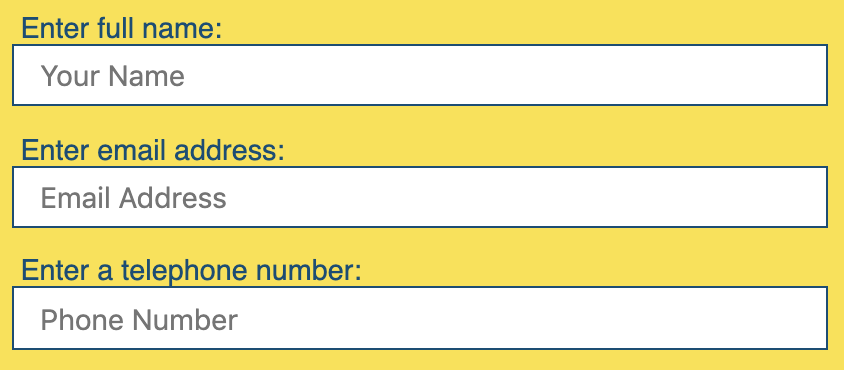 Enter full name:
Your Name
Enter email address:
Email Address
Enter a telephone number:
Phone Number